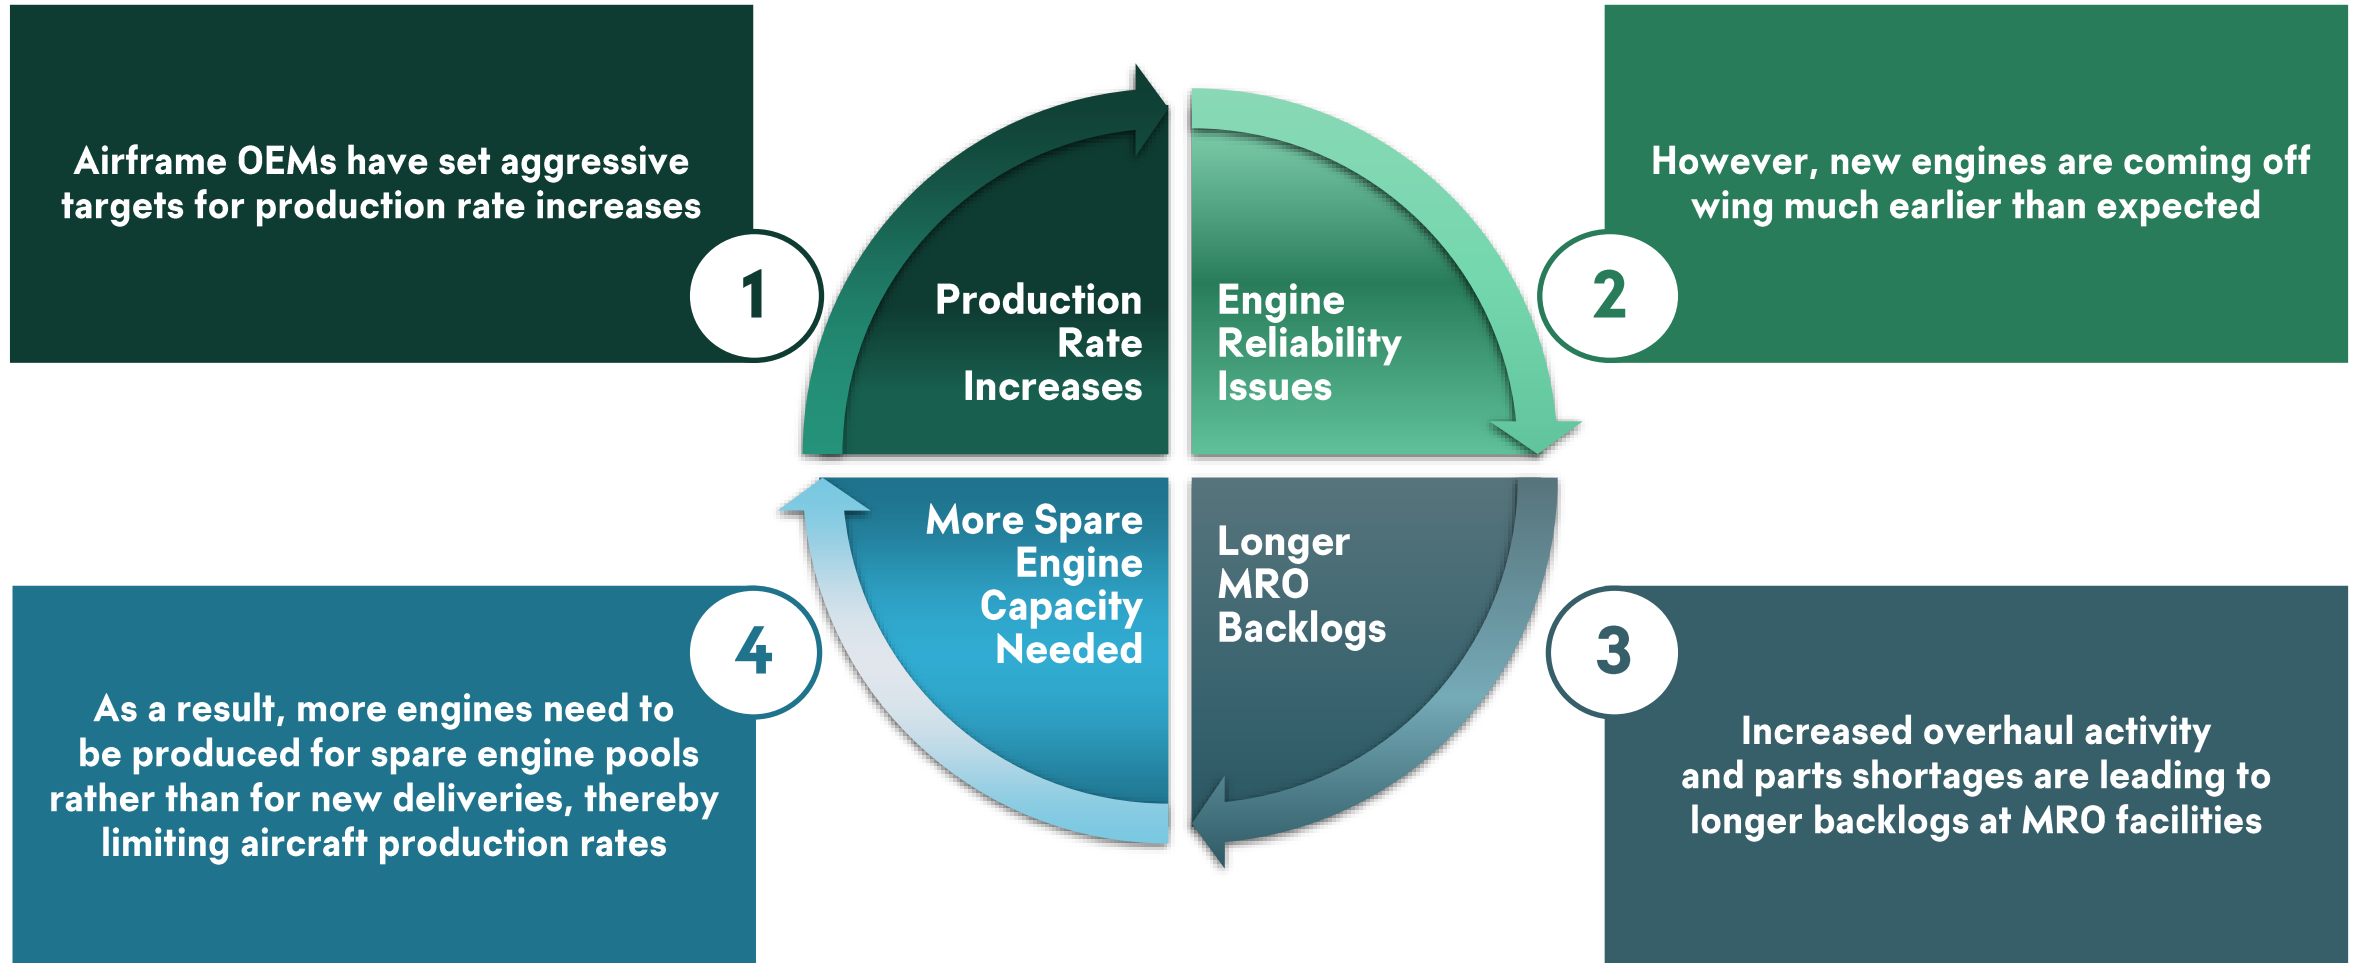 Airframe OEMs have set aggressive
targets for production rate increases
1
Production
Rate
Increases
Engine
Reliability
Issues
2
However, new engines are coming off
wing much earlier than expected
Longer
MRO
Backlogs
3
Increased overhaul activity
and parts shortages are leading to
longer backlogs at MRO facilities
More Spare
Engine
Capacity
Needed
4
As a result, more engines need to
be produced for spare engine pools
rather than for new deliveries, thereby
limiting aircraft production rates